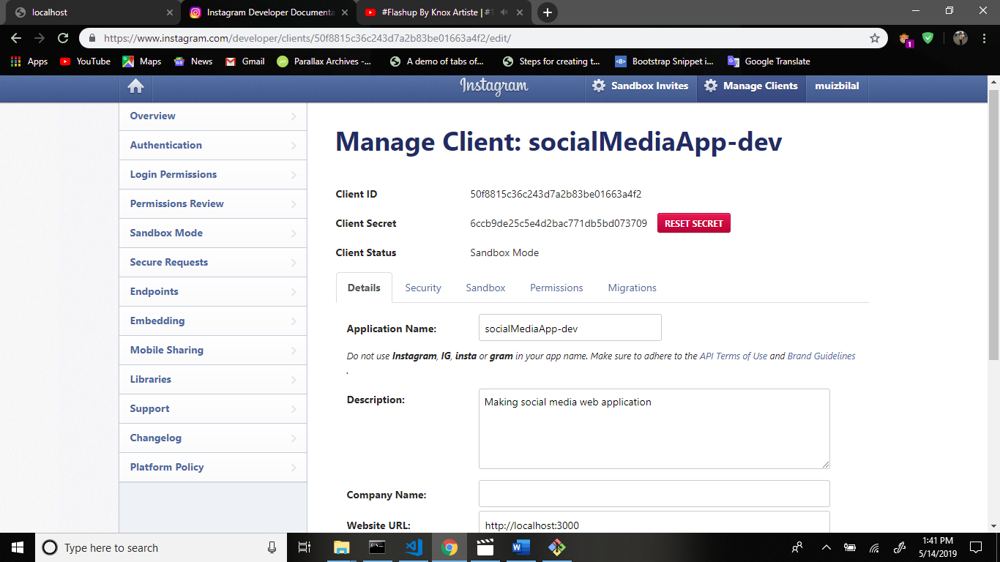 localhost
Instagram Developer Documenta
#Flashup By Knox Artiste | #1
https://www.instagram.com/developer/clients/50f8815c36c243d7a2b83be01663a4f2/edit/
1
Apps
YouTube
Maps
News
Gmail
Parallax Archives -...
A demo of tabs of...
Steps for creating t...
<B>
Bootstrap Snippet i...
Google Translate
Instagram
Sandbox Invites
Manage Clients
muizbilal
Overview
Authentication
Login Permissions
Permissions Review
Sandbox Mode
Secure Requests
Endpoints
Embedding
Mobile Sharing
Libraries
Support
Changelog
Platform Policy
Manage Client: socialMediaApp-dev
Client ID 50f8815c36c243d7a2b83be01663a4f2
Client Secret 6ccb9de25c5e4d2bac771db5bd073709 RESET SECRET
Client Status Sandbox Mode
Details Security Sandbox Permissions Migrations
Application Name: socialMediaApp-dev
Do not use Instagram, IG, insta or gram in your app name. Make sure to adhere to the API Terms of Use and Brand Guidelines
.
Description: Making social media web application
Company Name:
Website URL: http://localhost:3000
Type here to search
1:41 PM
5/14/2019